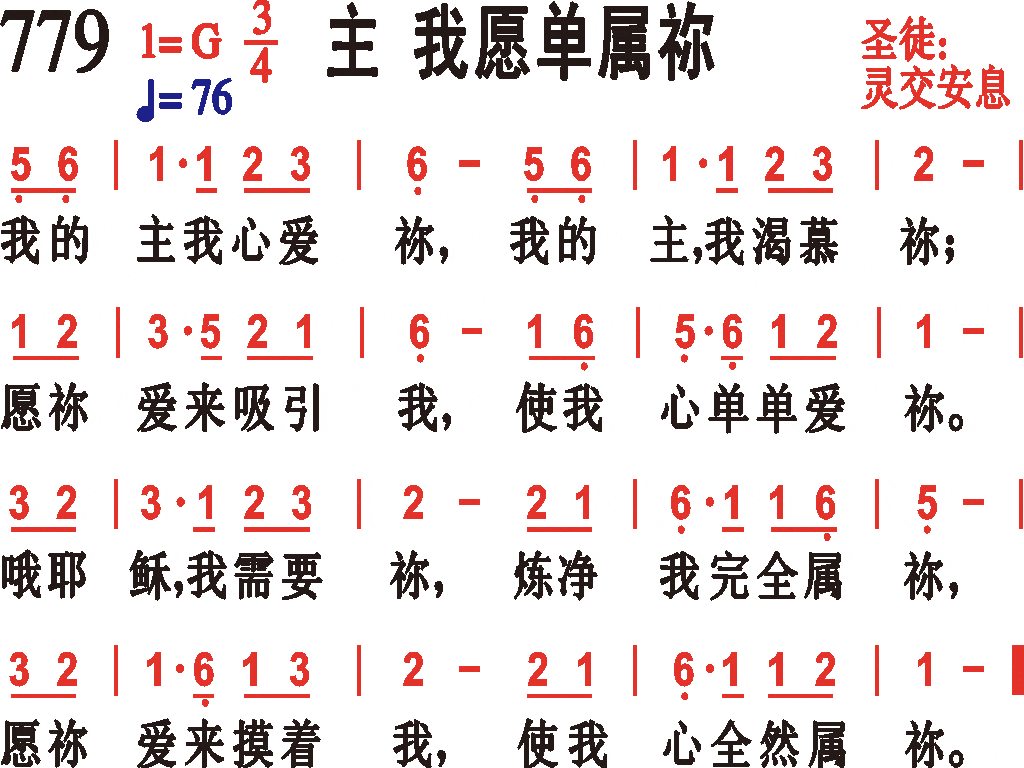 779 1=G 3/4 主 我愿单属祢 圣徒：
♩=76 灵交安息
5 6 | 1·1 2 3 | 6 - 5 6 | 1·1 2 3 | 2 - |
我的 主我心爱 祢，我的 主,我渴慕 祢；
1 2 | 3·5 2 1 | 6 - 1 6 | 5·6 1 2 | 1 - |
愿祢 爱来吸引 我，使我 心单单爱 祢。
3 2 | 3·1 2 3 | 2 - 2 1 | 6·1 1 6 | 5 - |
哦耶 稣,我需要 祢，炼净 我完全属 祢，
3 2 | 1·6 1 3 | 2 - 2 1 | 6·1 1 2 | 1 -
愿祢 爱来摸着 我，使我 心全然属 祢。